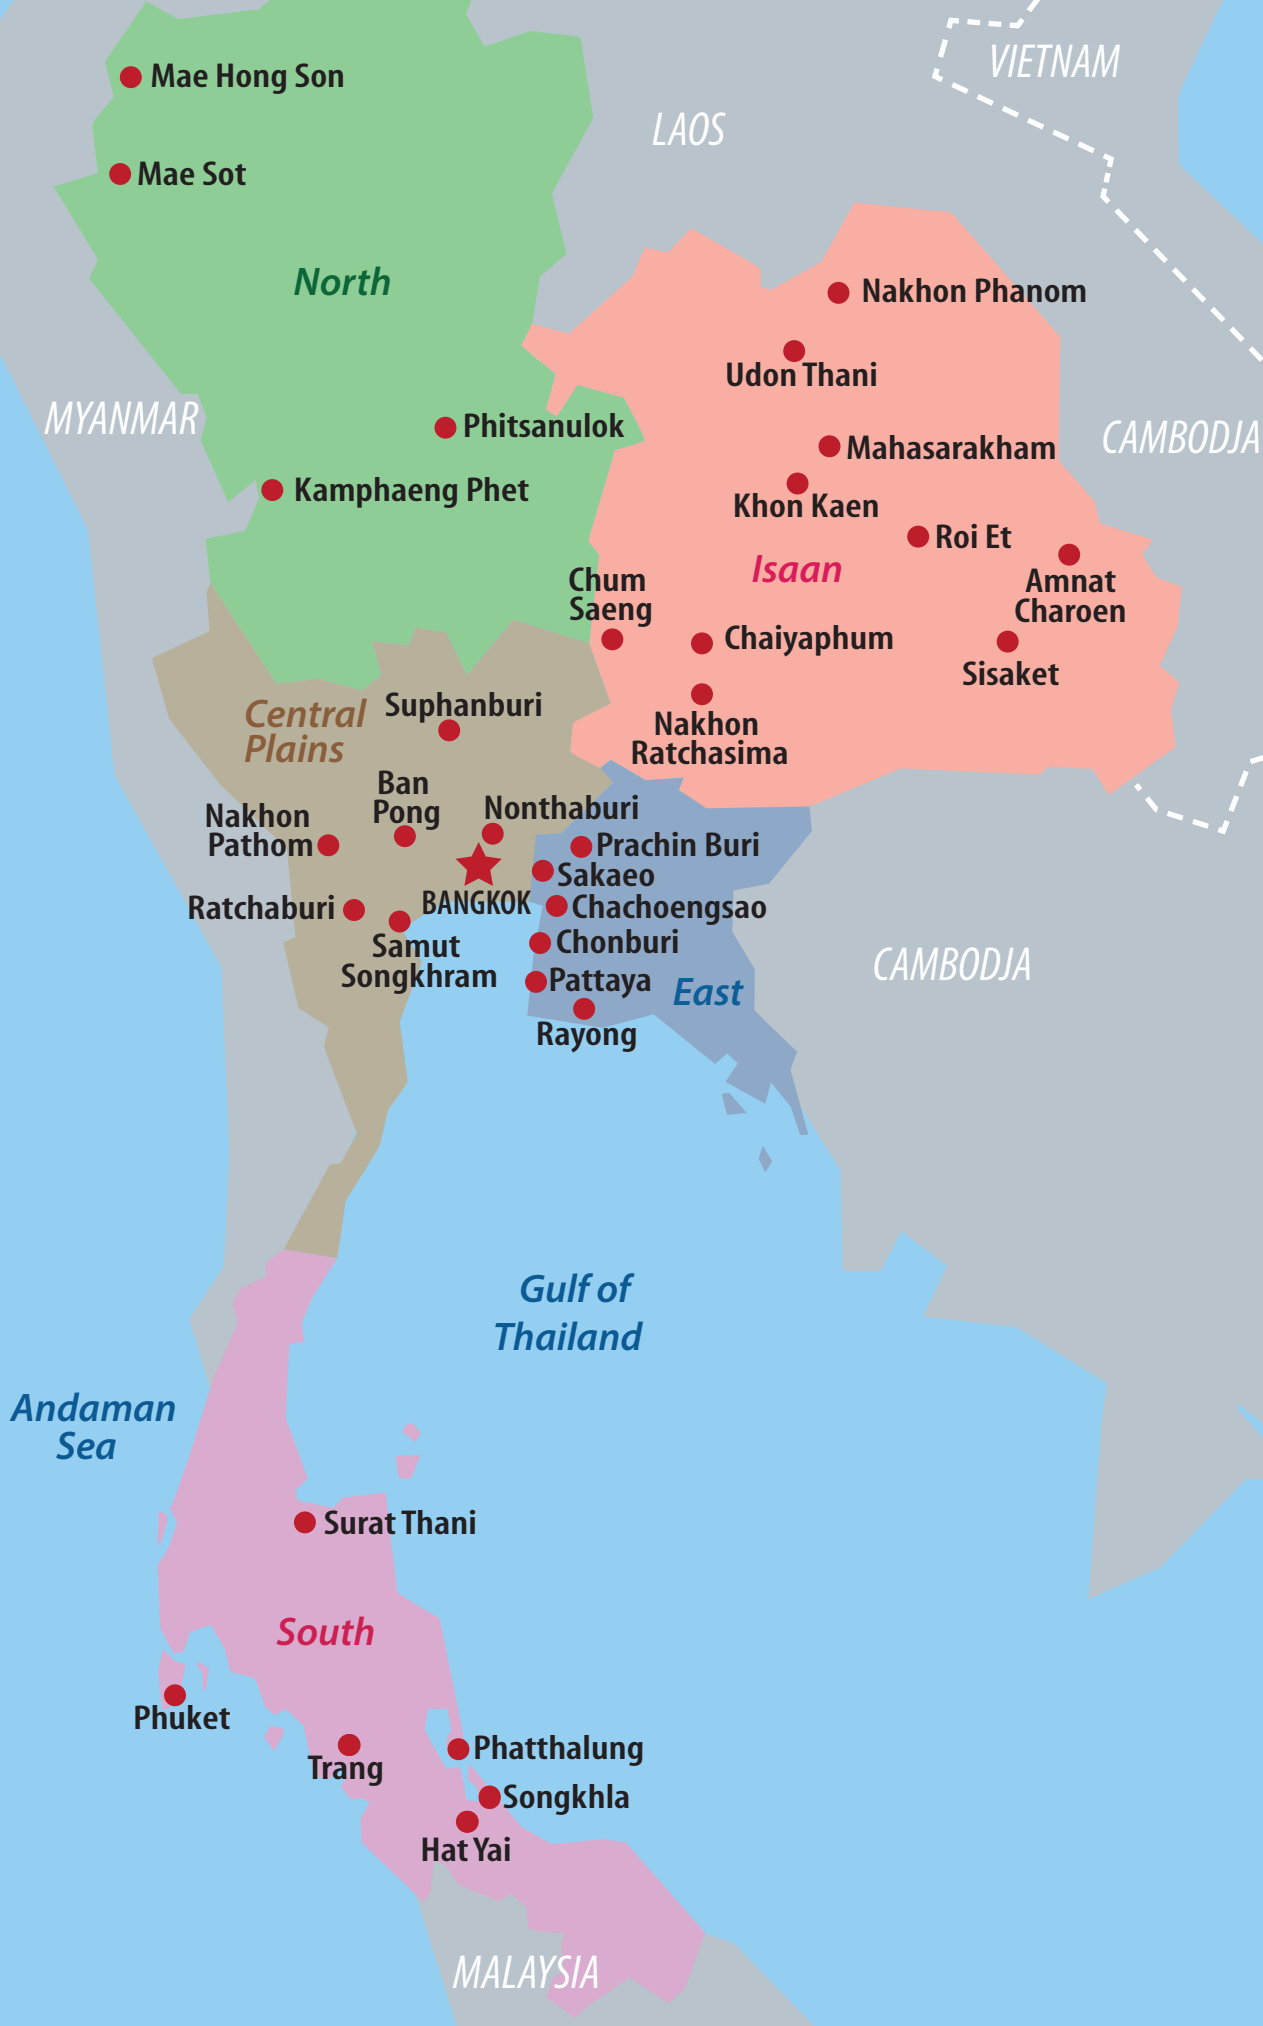 VIETNAM
Mae Hong Son
LAOS
Mae Sot
North
Nakhon Phanom
Udon Thani
MYANMAR
Phitsanulok
CAMBODJA
Mahasarakham
Kamphaeng Phet
Khon Kaen
Roi Et
Isaan
Chum
Saeng
Amnat
Charoen
Chaiyaphum
Sisaket
Central
Plains
Suphanburi
Nakhon
Ratchasima
Ban
Pong
Nonthaburi
Nakhon
Pathom
Prachin Buri
Sakaeo
Ratchaburi
BANGKOK
Chachoengsao
Samut
Songkhram
Chonburi
CAMBODJA
Pattaya
East
Rayong
Gulf of
Thailand
Andaman
Sea
Surat Thani
South
Phuket
Trang
Phatthalung
Songkhla
Hat Yai
MALAYSIA